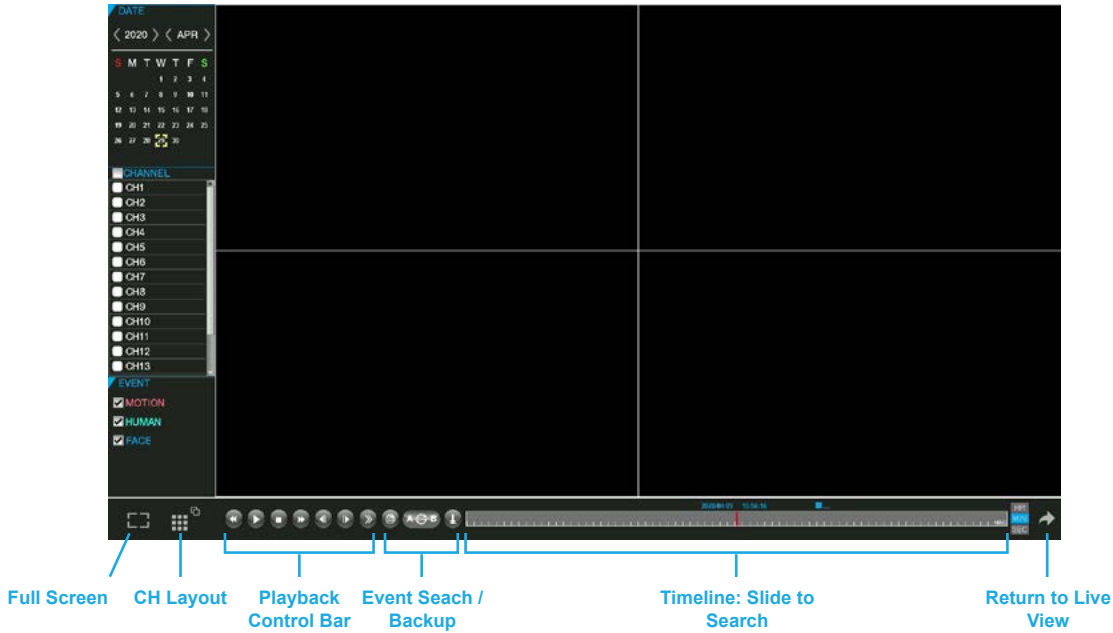 DATE
2020 APR
S M T W T F S
1 2 3 4
5 6 7 8 9 10 11
12 13 14 15 16 17 18
19 20 21 22 23 24 25
26 27 28 29 30
CHANNEL
CH1
CH2
CH3
CH4
CH5
CH6
CH7
CH8
CH9
CH10
CH11
CH12
CH13
EVENT
MOTION
HUMAN
FACE
A B
HR
MIN
SEC
Full Screen
CH Layout
Playback
Control Bar
Event Seach /
Backup
Timeline: Slide to
Search
Return to Live
View